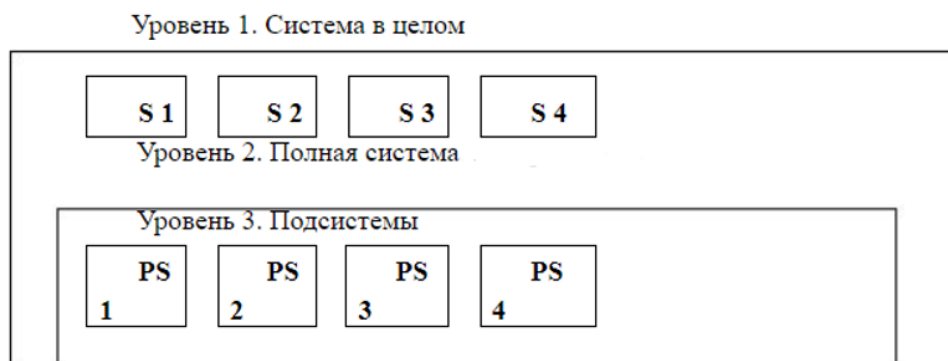 Уровень 1. Система в целом
S 1 S 2 S 3 S 4
Уровень 2. Полная система
Уровень 3. Подсистемы
PS PS PS PS
1 2 3 4